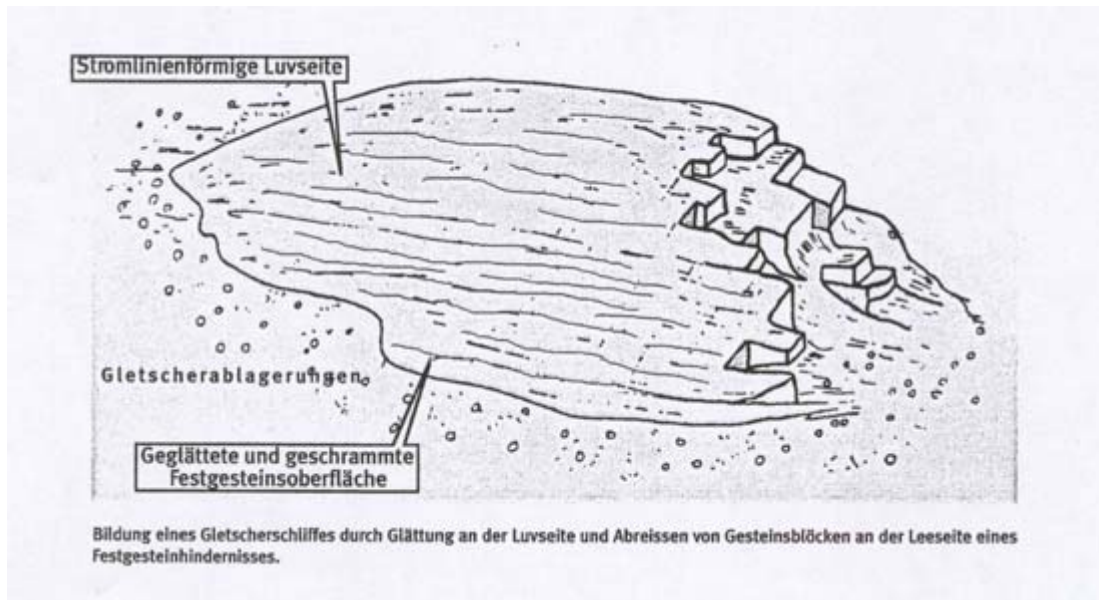 Stromlinienförmige Luvseite
Gletscherablagerungen
Geglättete und geschrammte
Festgesteinsoberfläche
Bildung eines Gletscherschliffes durch Glättung an der Luvseite und Abreissen von Gesteinsblöcken an der Leeseite eines
Festgesteinhindernisses.